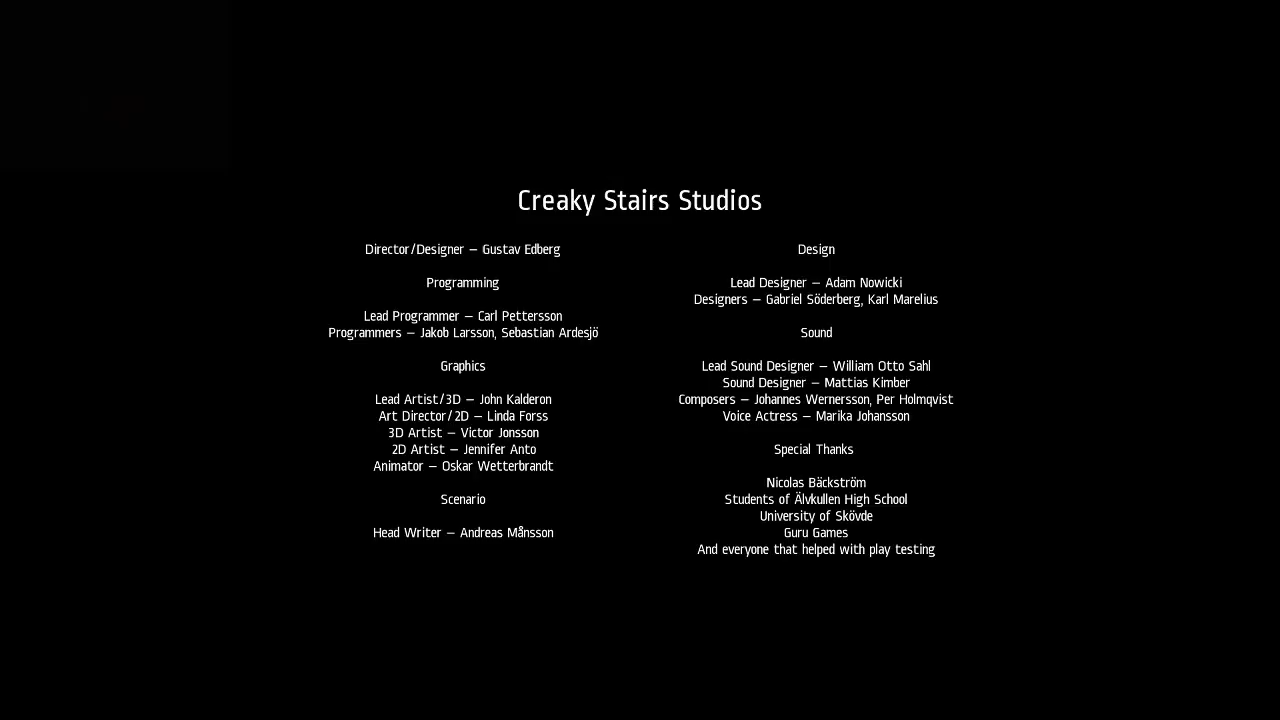 Creaky Stairs Studios
Director/Designer – Gustav Edberg
Programming
Lead Programmer – Carl Pettersson
Programmers – Jakob Larsson, Sebastian Ardesjö
Graphics
Lead Artist/3D – John Kalderon
Art Director/2D – Linda Forss
3D Artist – Victor Jonsson
2D Artist – Jennifer Anto
Animator – Oskar Wetterbrandt
Scenario
Head Writer – Andreas Månsson
Design
Lead Designer – Adam Nowicki
Designers – Gabriel Söderberg, Karl Marelius
Sound
Lead Sound Designer – William Otto Sahl
Sound Designer – Mattias Kimber
Composers – Johannes Wernersson, Per Holmqvist
Voice Actress – Marika Johansson
Special Thanks
Nicolas Bäckström
Students of Älvkullen High School
University of Skövde
Guru Games
And everyone that helped with play testing